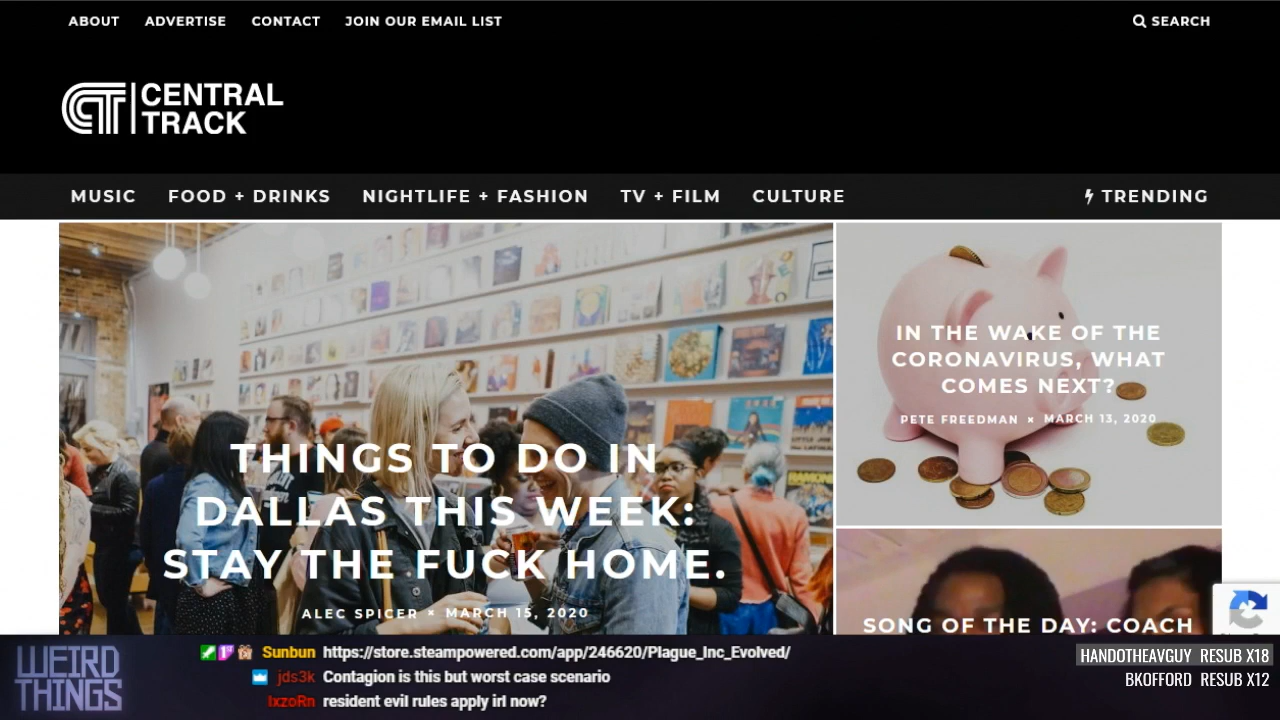 ABOUT ADVERTISE CONTACT JOIN OUR EMAIL LIST SEARCH
CENTRAL
TRACK
MUSIC FOOD + DRINKS NIGHTLIFE + FASHION TV + FILM CULTURE TRENDING
THINGS TO DO IN
DALLAS THIS WEEK:
STAY THE FUCK HOME.
ALEC SPICER × MARCH 15, 2020
IN THE WAKE OF THE
CORONAVIRUS, WHAT
COMES NEXT?
PETE FREEDMAN × MARCH 13, 2020
SONG OF THE DAY: COACH
WEIRD
THINGS
Sunbun https://store.steampowered.com/app/246620/Plague_Inc_Evolved/
jds3k Contagion is this but worst case scenario
lxzoRn resident evil rules apply irl now?
HANDOTHEAVGUY RESUB X18
BKOFFORD RESUB X12